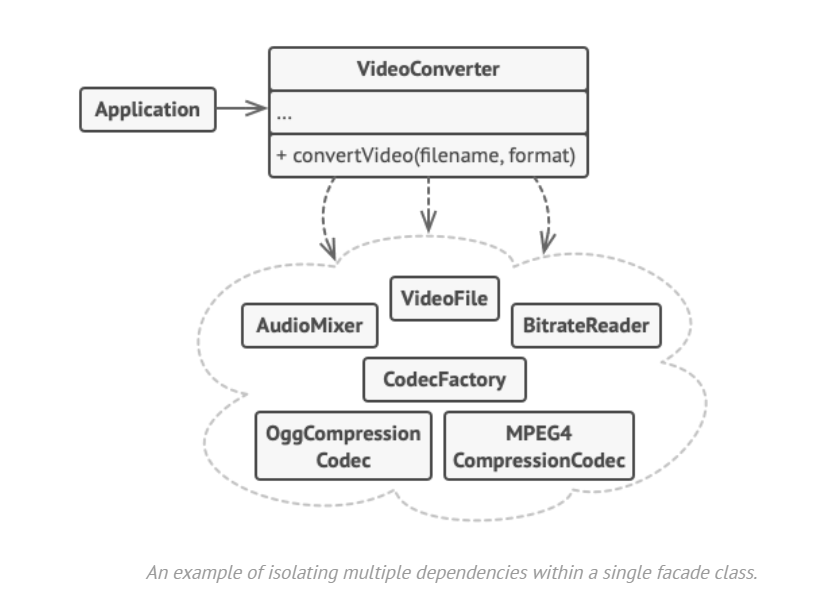 VideoConverter
Application
...
+ convertVideo(filename, format)
VideoFile
AudioMixer
BitrateReader
CodecFactory
OggCompression
Codec
MPEG4
CompressionCodec
An example of isolating multiple dependencies within a single facade class.